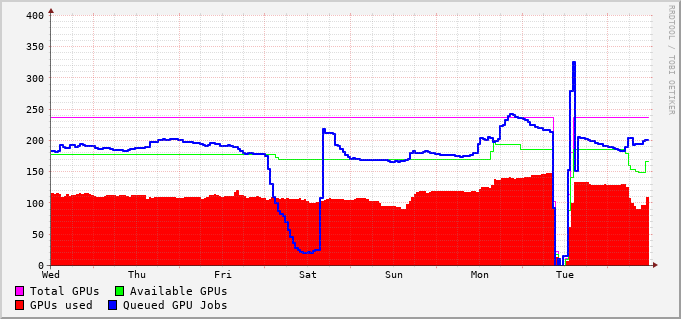 400
350
300
250
200
150
100
50
0
Wed Thu Fri Sat Sun Mon Tue
Total GPUs Available GPUs
GPUs used Queued GPU Jobs
RRDTOOL / TOBI OETIKER